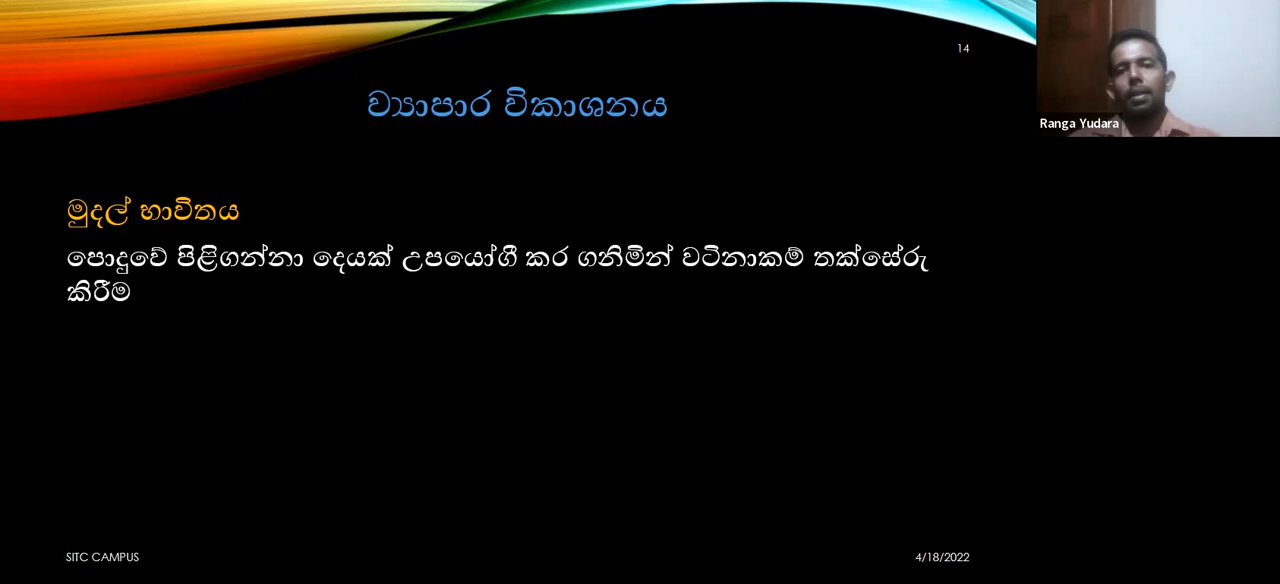 14
ව්‍යාපාර විකාශනය
Ranga Yudara
මුදල් භාවිතය
පොදුවේ පිළිගන්නා දෙයක් උපයෝගී කර ගනිමින් වටිනාකම් තක්සේරු
කිරීම
SITC CAMPUS
4/18/2022